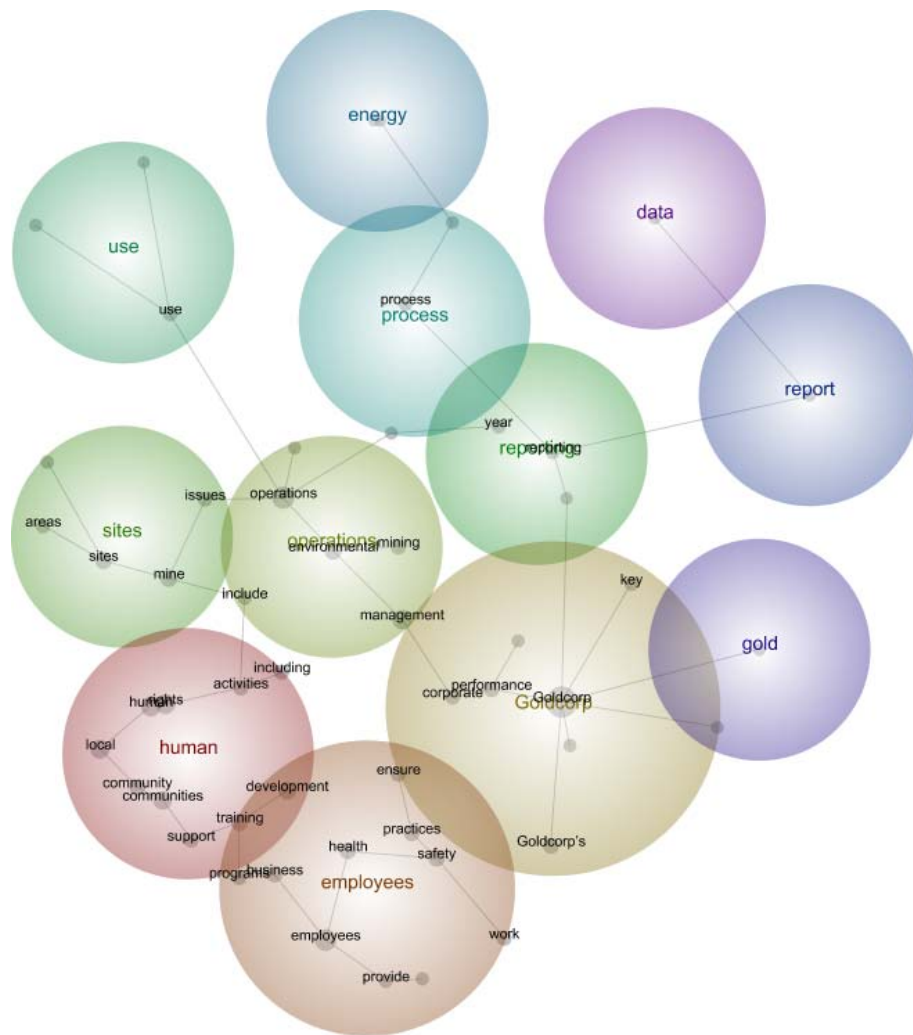 energy
data
use
use
process
process
report
year
reporting
reporting
issues
operations
areas
sites
sites
operations
environmental
mining
mine
include
management
key
gold
including
activities
performance
corporate
Goldcorp
Goldcorp
human
rights
local
human
ensure
community
development
communities
training
practices
support
health
safety
Goldcorp's
programs
business
employees
employees
work
provide